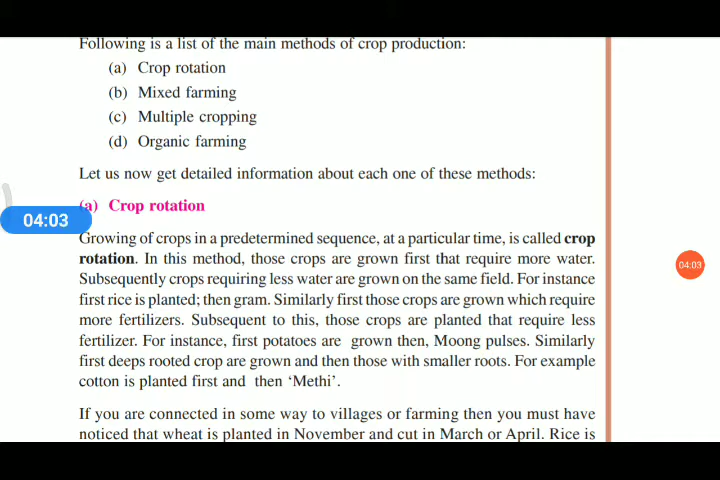 Following is a list of the main methods of crop production:
(a) Crop rotation
(b) Mixed farming
(c) Multiple cropping
(d) Organic farming
Let us now get detailed information about each one of these methods:
(a) Crop rotation
04:03
Growing of crops in a predetermined sequence, at a particular time, is called crop
rotation. In this method, those crops are grown first that require more water.
04:03
Subsequently crops requiring less water are grown on the same field. For instance
first rice is planted; then gram. Similarly first those crops are grown which require
more fertilizers. Subsequent to this, those crops are planted that require less
fertilizer. For instance, first potatoes are grown then, Moong pulses. Similarly
first deeps rooted crop are grown and then those with smaller roots. For example
cotton is planted first and then ‘Methi’.
If you are connected in some way to villages or farming then you must have
noticed that wheat is planted in November and cut in March or April. Rice is